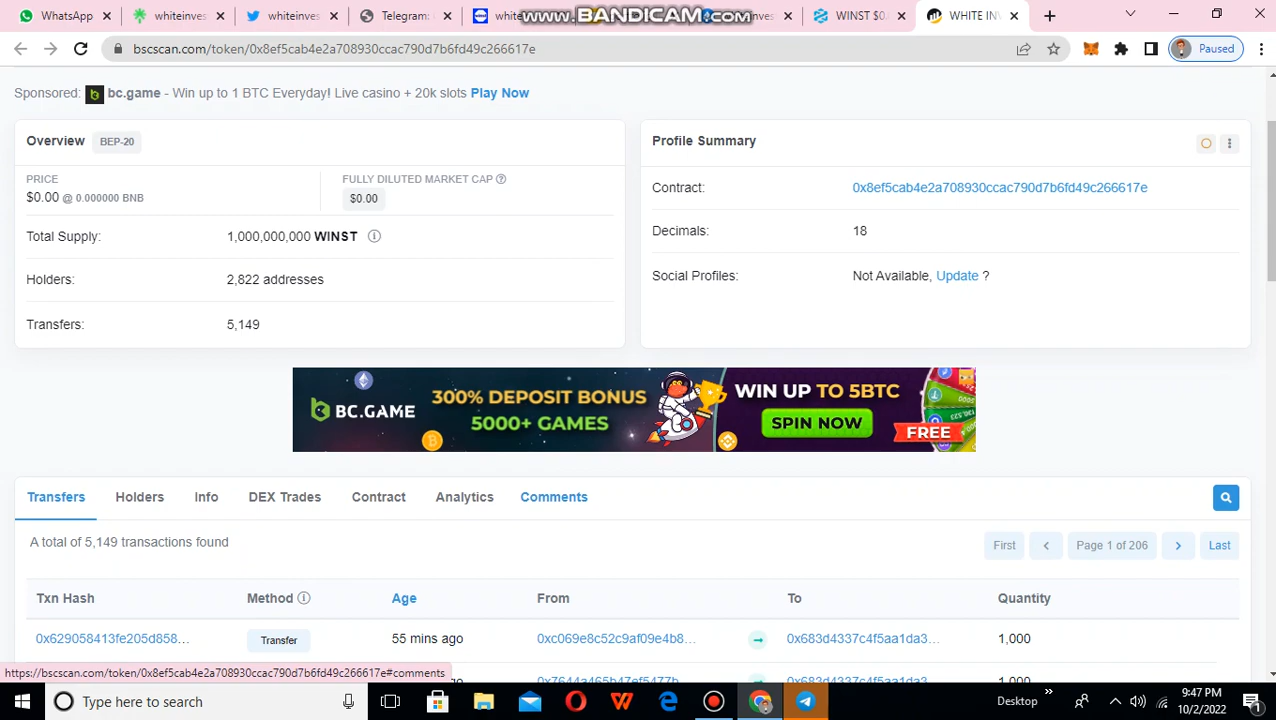 WhatsApp
whiteinves
whiteinves
Telegram:
white
www.BANDICAM.com
inves
WINST $0.
WHITE IN
bscscan.com/token/0x8ef5cab4e2a708930ccac790d7b6fd49c266617e
Paused
Sponsored: bc.game - Win up to 1 BTC Everyday! Live casino + 20k slots Play Now
Overview BEP-20
PRICE
$0.00 @ 0.000000 BNB
FULLY DILUTED MARKET CAP
$0.00
Total Supply: 1,000,000,000 WINST
Holders: 2,822 addresses
Transfers: 5,149
Profile Summary
Contract: 0x8ef5cab4e2a708930ccac790d7b6fd49c266617e
Decimals: 18
Social Profiles: Not Available, Update ?
BC.GAME
300% DEPOSIT BONUS
5000+ GAMES
WIN UP TO 5BTC
SPIN NOW
FREE
Transfers Holders Info DEX Trades Contract Analytics Comments
A total of 5,149 transactions found
First < Page 1 of 206 > Last
Txn Hash Method Age From To Quantity
0x629058413fe205d858... Transfer 55 mins ago 0xc069e8c52c9af09e4b8... 0x683d4337c4f5aa1da3... 1,000
https://bscscan.com/token/0x8ef5cab4e2a708930ccac790d7b6fd49c266617e#comments
Type here to search
Desktop
9:47 PM
10/2/2022
1